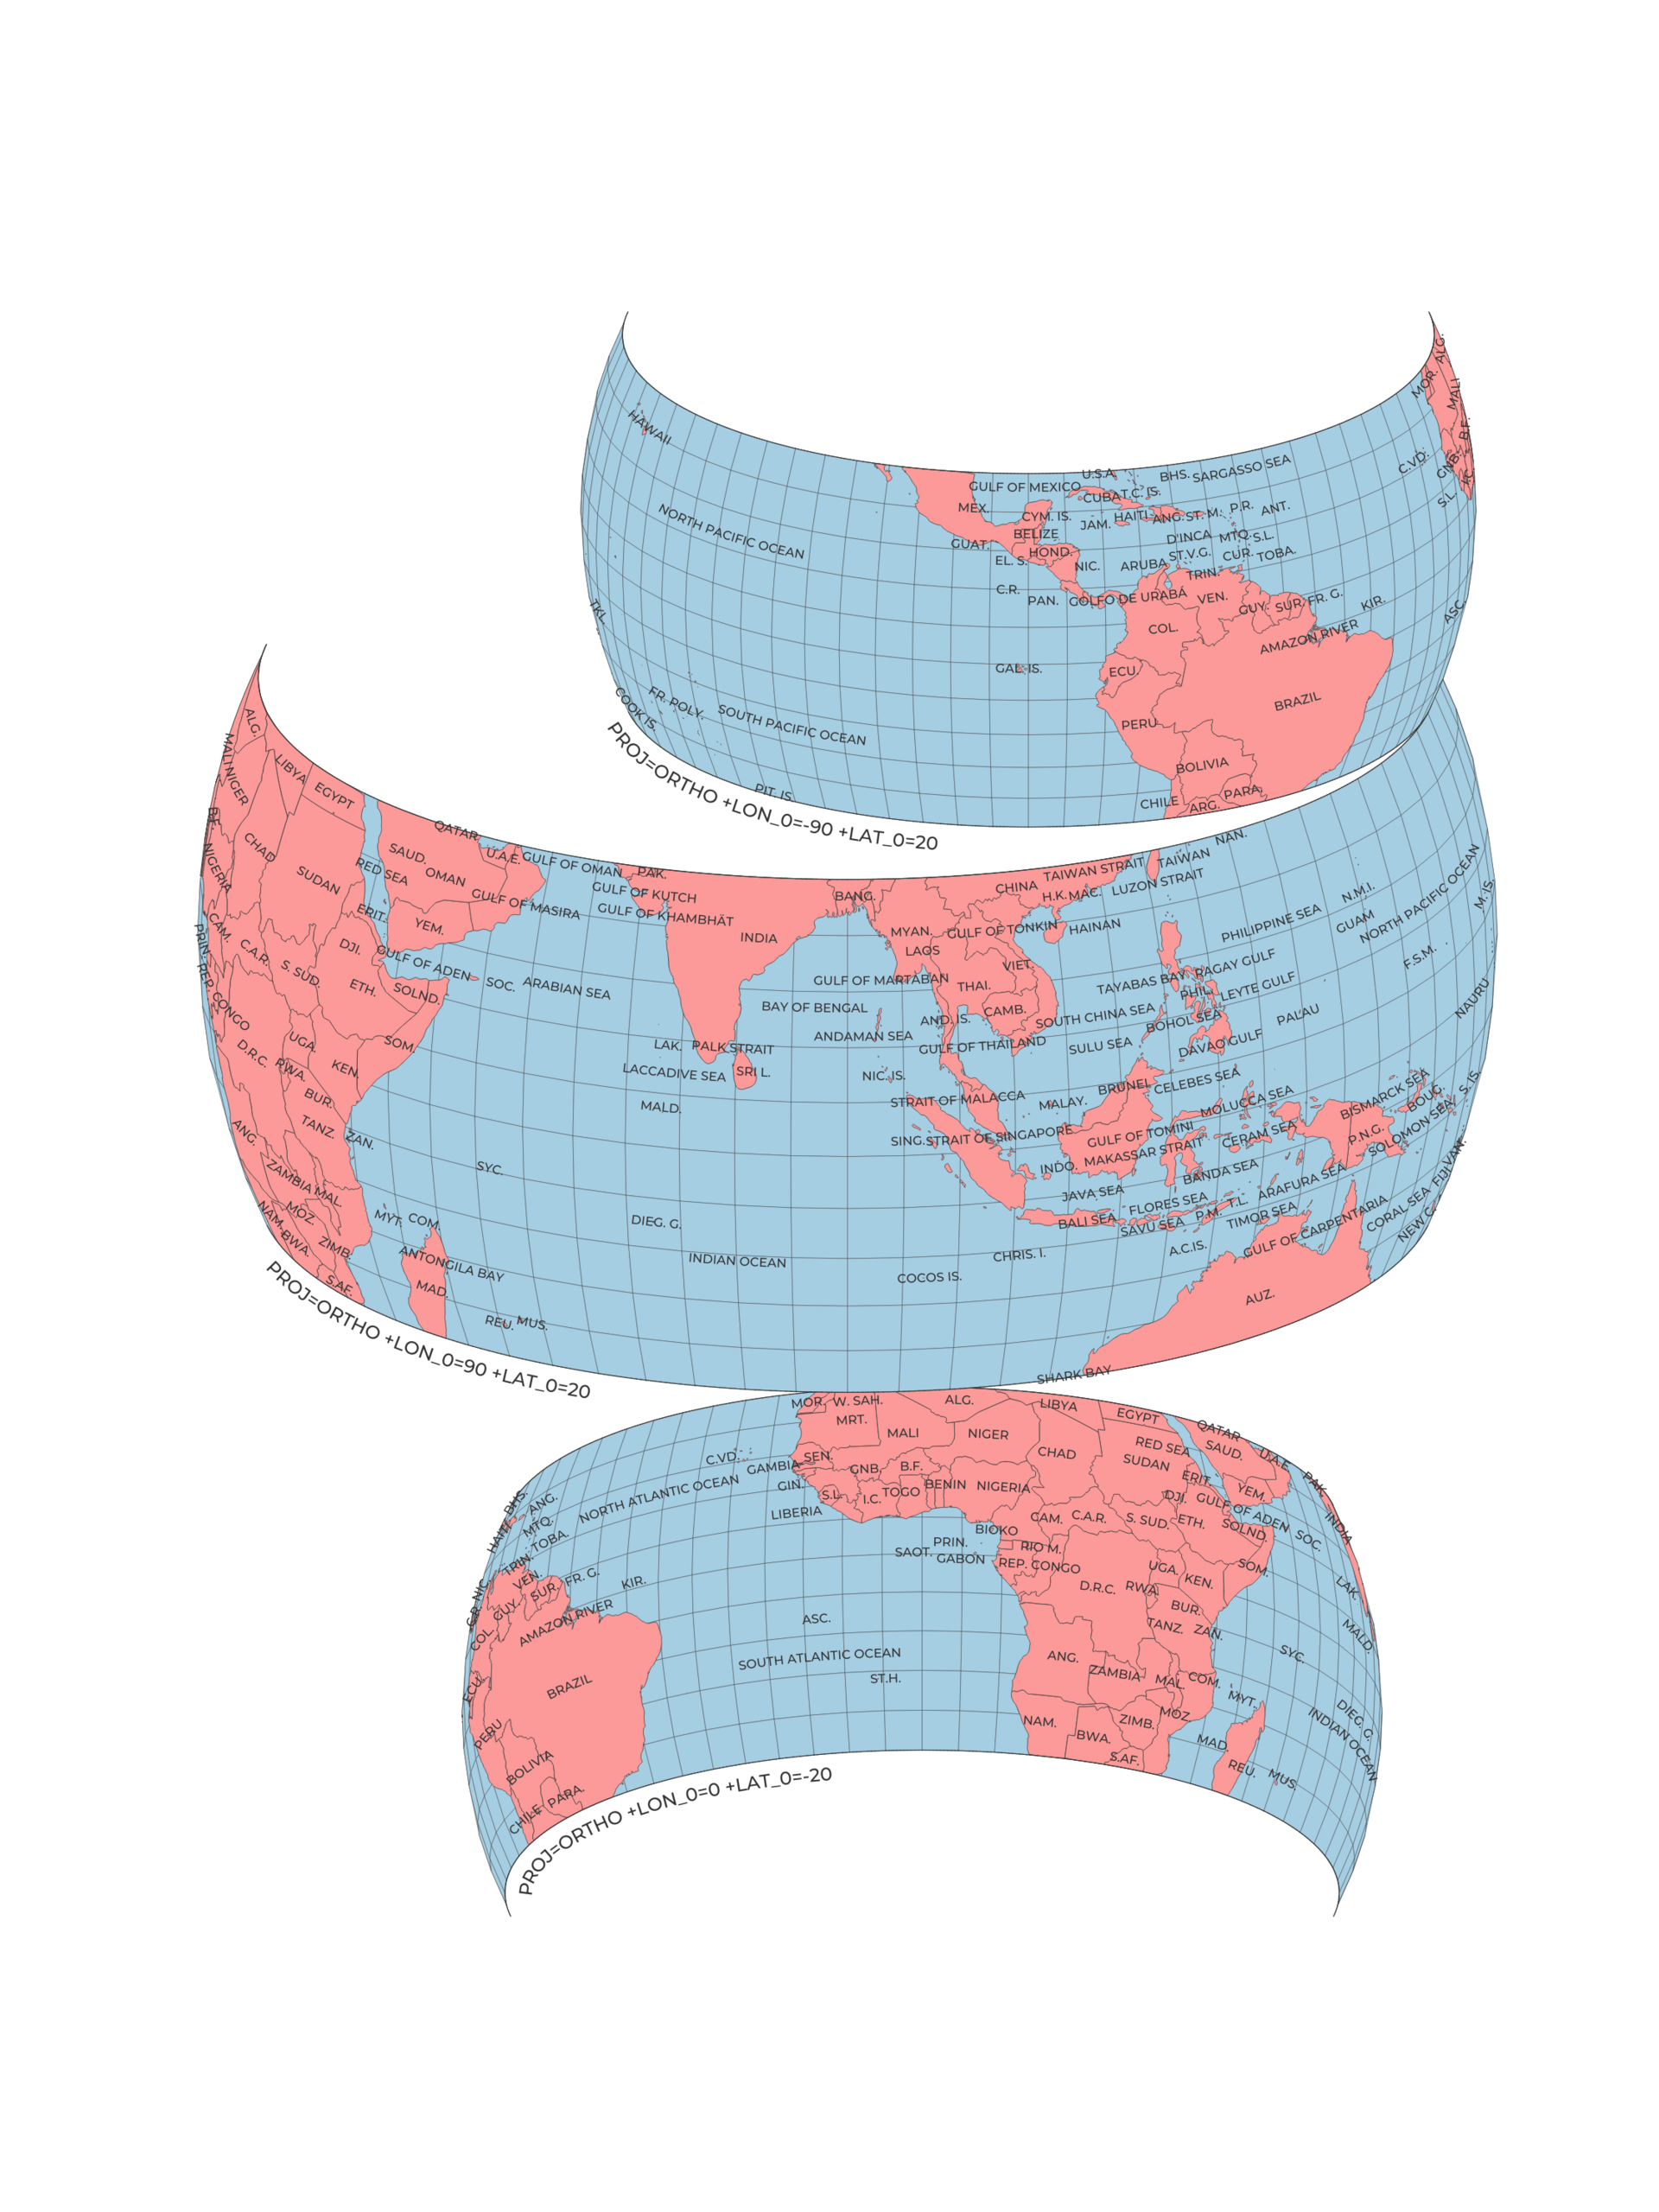 ALG.
MOR.
MALI
B.F.
HAWAII
U.S.A.
BHS.
SARGASSO SEA
C.VD.
GNB.
GULF OF MEXICO
CUBA
T.C. IS.
S.L.
MEX.
CYM. IS.
JAM.
HAITI
ANG.
ST. M.
P.R.
ANT.
NORTH PACIFIC OCEAN
GUAT.
BELIZE
D'INCA
MTQ.
S.L.
EL. S.
HOND.
NIC.
ARUBA
ST.V.G.
CUR.
TOBA.
TRIN.
C.R.
PAN.
GOLFO DE URABÁ
VEN.
GUY.
SUR.
FR. G.
KIR.
ASC.
TKL.
COL.
AMAZON RIVER
GAL. IS.
ECU.
COOK IS.
FR. POLY.
SOUTH PACIFIC OCEAN
PERU
BRAZIL
BOLIVIA
PIT. IS.
CHILE
ARG.
PARA.
PROJ=ORTHO +LON_0=-90 +LAT_0=20
ALG.
MALI
NIGER
LIBYA
EGYPT
QATAR
U.A.E.
GULF OF OMAN
PAK.
NAN.
B.F.
CHAD
SAUD.
OMAN
GULF OF KUTCH
BANG.
CHINA
TAIWAN STRAIT
TAIWAN
NIGERIA
SUDAN
RED SEA
GULF OF MASIRA
GULF OF KHAMBHĀT
H.K.
MAC.
LUZON STRAIT
N.M.I.
M. IS.
ERIT.
YEM.
INDIA
MYAN.
GULF OF TONKIN
HAINAN
PHILIPPINE SEA
GUAM
NORTH PACIFIC OCEAN
CAM.
PRIN.
C.A.R.
DJI.
GULF OF ADEN
LAOS
VIET.
F.S.M.
REP. CONGO
S. SUD.
ETH.
SOLND.
SOC.
ARABIAN SEA
GULF OF MARTABAN
THAI.
TAYABAS BAY
RAGAY GULF
PHIL.
LEYTE GULF
NAURU
BAY OF BENGAL
AND. IS.
CAMB.
SOUTH CHINA SEA
BOHOL SEA
PALAU
ANDAMAN SEA
GULF OF THAILAND
SULU SEA
DAVAO GULF
D.R.C.
UGA.
RWA.
KEN.
SOM.
LAK.
PALK STRAIT
LACCADIVE SEA
SRI L.
NIC. IS.
STRAIT OF MALACCA
BRUNEI
CELEBES SEA
BUR.
MALD.
MALAY.
MOLUCCA SEA
BISMARCK SEA
BOUG.
S. IS.
ANG.
TANZ.
ZAN.
SING.
STRAIT OF SINGAPORE
GULF OF TOMINI
CERAM SEA
P.N.G.
SOLOMON SEA
SYC.
INDO.
MAKASSAR STRAIT
BANDA SEA
VAN.
ZAMBIA
MAL.
JAVA SEA
FLORES SEA
ARAFURA SEA
FIJI
NAM.
MOZ.
MYT.
COM.
DIEG. G.
BALI SEA
SAVU SEA
P.M.
T.L.
TIMOR SEA
CORAL SEA
NEW C.
BWA.
ZIMB.
ANTONGILA BAY
INDIAN OCEAN
CHRIS. I.
A.C.IS.
GULF OF CARPENTARIA
S.AF.
MAD.
COCOS IS.
AUZ.
REU.
MUS.
SHARK BAY
PROJ=ORTHO +LON_0=90 +LAT_0=20
MOR.
W. SAH.
ALG.
LIBYA
EGYPT
QATAR
MRT.
MALI
NIGER
CHAD
RED SEA
SAUD.
U.A.E.
C.VD.
GAMBIA
SEN.
GNB.
B.F.
SUDAN
ERIT.
YEM.
PAK.
BHS.
ANG.
NORTH ATLANTIC OCEAN
GIN.
S.L.
I.C.
TOGO
BENIN
NIGERIA
DJI.
GULF OF ADEN
INDIA
HAITI
MTQ.
TOBA.
LIBERIA
BIOKO
CAM.
C.A.R.
S. SUD.
ETH.
SOLND.
SOC.
TRIN.
SAOT.
PRIN.
GABON
RIO M.
REP. CONGO
UGA.
KEN.
SOM.
LAK.
NIC.
C.R.
VEN.
GUY.
SUR.
FR. G.
KIR.
D.R.C.
RWA.
BUR.
COL.
AMAZON RIVER
ASC.
TANZ.
ZAN.
SYC.
MALD.
ECU.
BRAZIL
SOUTH ATLANTIC OCEAN
ST.H.
ANG.
ZAMBIA
MAL.
COM.
MYT.
DIEG. G.
PERU
NAM.
BWA.
ZIMB.
MOZ.
MAD.
INDIAN OCEAN
BOLIVIA
S.AF.
REU.
MUS.
CHILE
PARA.
PROJ=ORTHO +LON_0=0 +LAT_0=-20